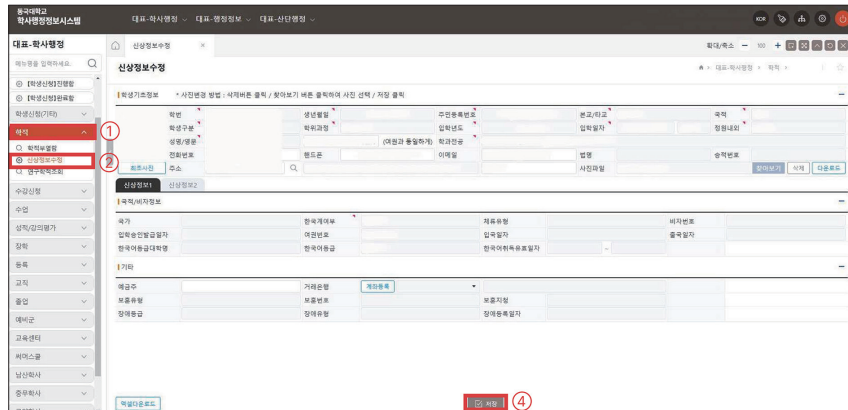 동국대학교
학사행정정보시스템
대표-학사행정 대표-행정정보 대표-산단행정
KOR
대표-학사행정
신상정보수정 ×
확대/축소 - 100 +
메뉴명을 입력하세요.
신상정보수정
대표-학사행정 > 학적 >
[학생신청]진행함
[학생신청]완료함
학생신청(기타)
학적 ①
학적부열람
신상정보수정 ②
연구학적조회
수강신청
수업
성적/강의평가
장학
등록
교직
졸업
예비군
교육센터
써머스쿨
남산학사
충무학사
학생기초정보 * 사진변경 방법 : 삭제버튼 클릭 / 찾아보기 버튼 클릭하여 사진 선택 / 저장 클릭
학번 생년월일 주민등록번호 본교/타교 국적
학생구분 학위과정 입학년도 입학일자 정원내외
성명/영문 (여권과 동일하게) 학과전공
전화번호 핸드폰 이메일 법명 승적번호
회트사진 주소 사진파일 찾아보기 삭제 다운로드
신상정보1 신상정보2
국적/비자정보
국가 한국계여부 체류유형 비자번호
입학승인발급일자 여권번호 입국일자 출국일자
한국어등급대학명 한국어등급 한국어취득유효일자 ~
기타
예금주 거래은행 계좌등록
보훈유형 보훈번호 보훈지청
장애등급 장애유형 장애등록일자
엑셀다운로드 저장 ④